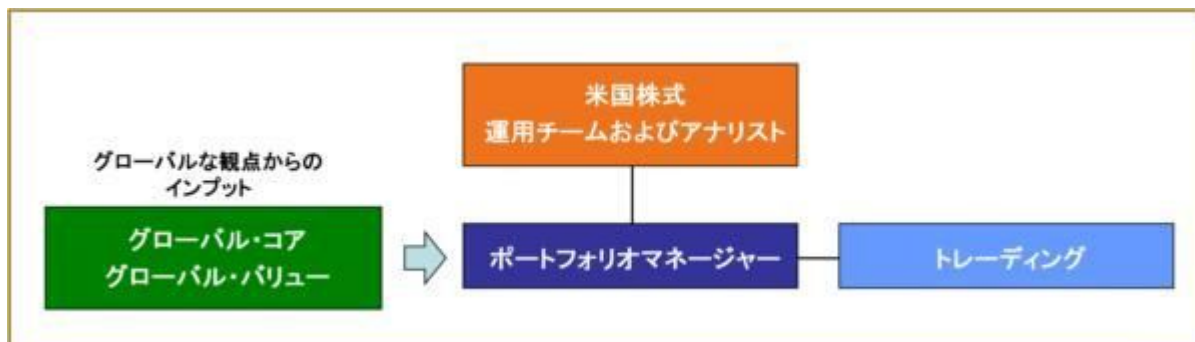 米国株式
運用チームおよびアナリスト
グローバルな観点からの
インプット
グローバル・コア
グローバル・バリュー
ポートフォリオマネージャー
トレーディング